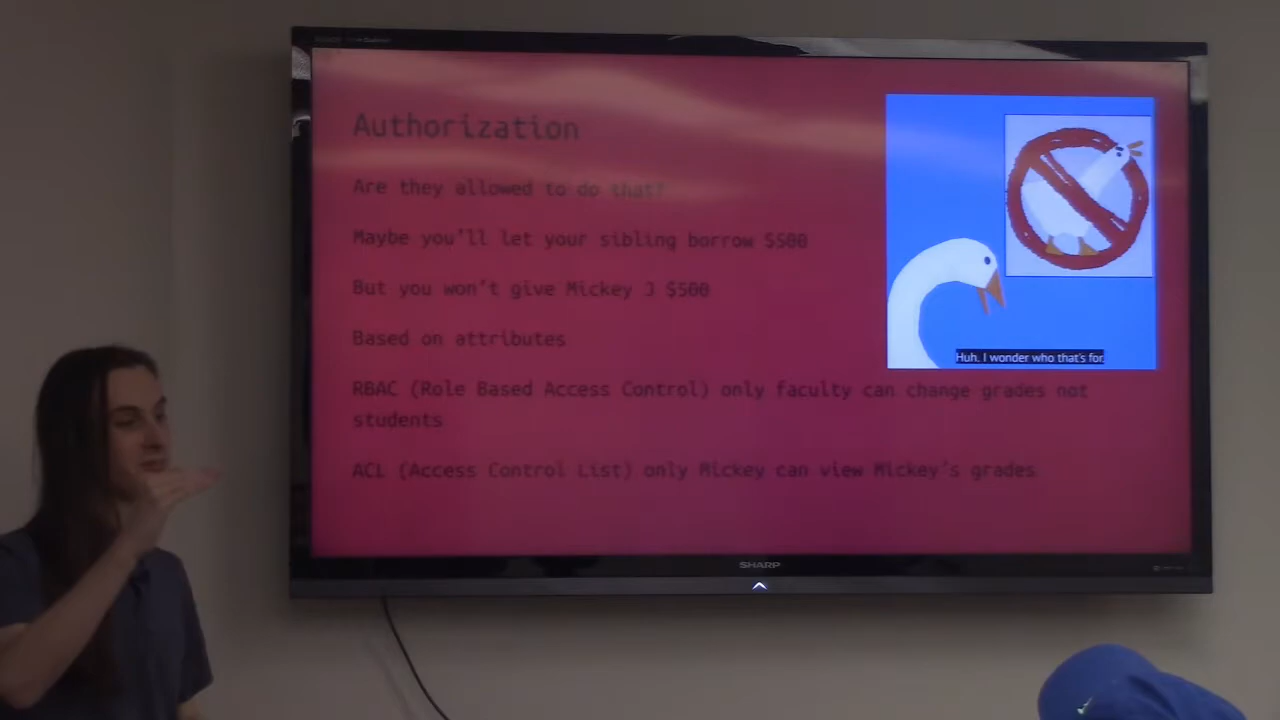 Authorization
Are they allowed to do that?
Maybe you'll let your sibling borrow $500
But you won't give Mickey J $500
Based on attributes
RBAC (Role Based Access Control) only faculty can change grades not
students
ACL (Access Control List) only Mickey can view Mickey's grades
Huh. I wonder who that's for.
SHARP